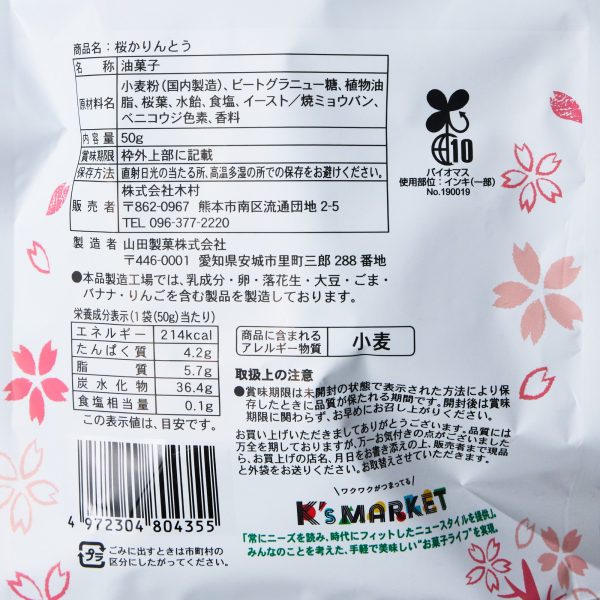 商品名：桜かりんとう
名称 油菓子
原材料名 小麦粉（国内製造）、ビートグラニュー糖、植物油
脂、桜葉、水飴、食塩、イースト／焼ミョウバン、
ベニコウジ色素、香料
内容量 50g
賞味期限 枠外上部に記載
保存方法 直射日光の当たる所、高温多湿の所での保存をお避けください。
販売者 株式会社木村
〒862-0967 熊本市南区流通団地2-5
TEL 096-377-2220
製造者 山田製菓株式会社
〒446-0001 愛知県安城市里町三郎288番地
●本品製造工場では、乳成分・卵・落花生・大豆・ごま・
バナナ・りんごを含む製品を製造しております。
10
バイオマス
使用部位：インキ（一部）
No.190019
栄養成分表示（1袋（50g）当たり）
エネルギー 214kcal
たんぱく質 4.2g
脂質 5.7g
炭水化物 36.4g
食塩相当量 0.1g
この表示値は、目安です。
商品に含まれる
アレルギー物質
小麦
取扱上の注意
●賞味期限は未開封の状態で表示された方法により保
存したときに品質が保たれる期間です。開封後は賞味
期限に関わらず、お早めにお召し上がりください。
お買い上げいただきましてありがとうございます。品質には
万全を期しておりますが、万一お気付きの点がございました
ら、お買上げの店名、月日をお書き添えの上、販売者まで現品
と外袋をお送りください。お取替えさせていただきます。
4 972304 804355
プラ
ごみに出すときは市町村の
区分にしたがってください。
ワクワクがつまってる
K's MARKET
「常にニーズを読み、時代にフィットしたニュースタイルを提供」
みんなのことを考えた、手軽で美味しい"お菓子ライフ"を実現。